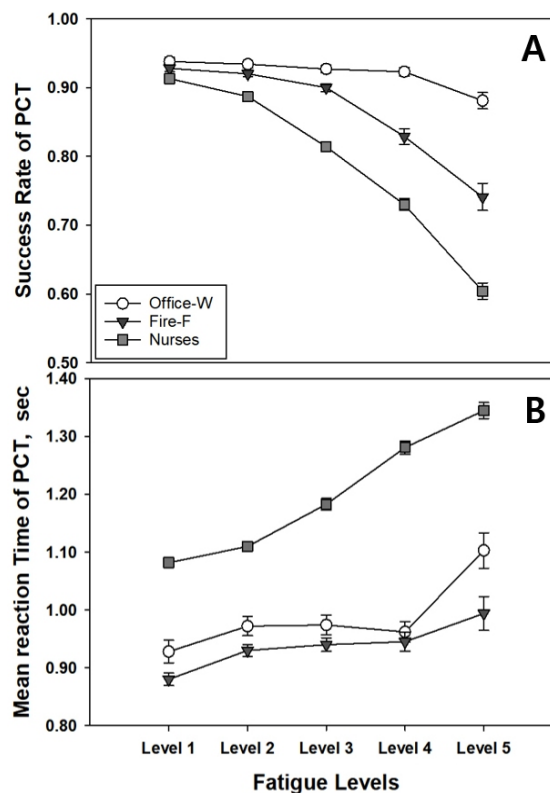 A
Success Rate of PCT
1.00
0.90
0.80
0.70
0.60
0.50
Office-W
Fire-F
Nurses
B
Mean reaction Time of PCT, sec
1.40
1.30
1.20
1.10
1.00
0.90
0.80
Level 1 Level 2 Level 3 Level 4 Level 5
Fatigue Levels